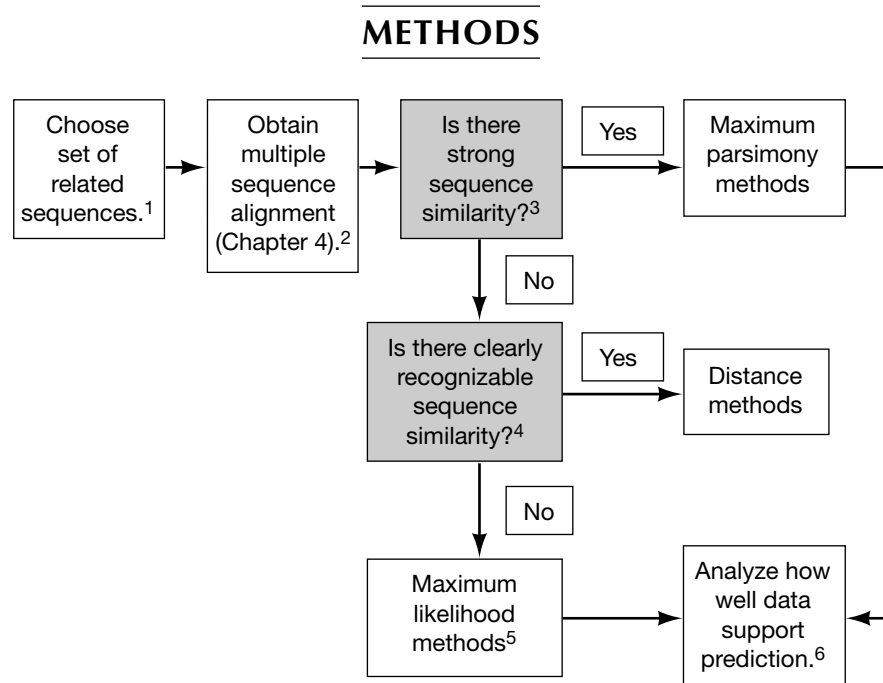 METHODS
Choose
set of
related
sequences.1
Obtain
multiple
sequence
alignment
(Chapter 4).2
Is there
strong
sequence
similarity?3
Yes
Maximum
parsimony
methods
No
Is there clearly
recognizable
sequence
similarity?4
Yes
Distance
methods
No
Maximum
likelihood
methods5
Analyze how
well data
support
prediction.6